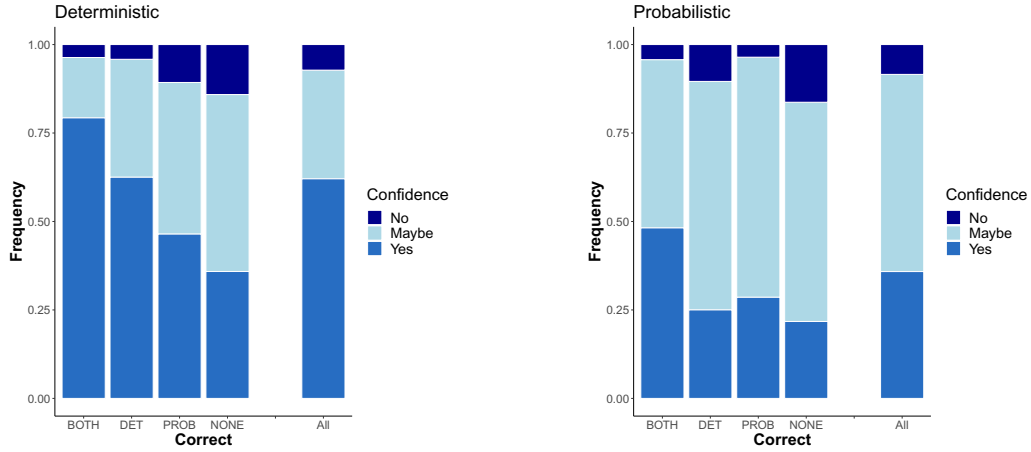 Deterministic
1.00
0.75
0.50
0.25
0.00
Frequency
BOTH DET PROB NONE All
Correct
Confidence
No
Maybe
Yes
Probabilistic
1.00
0.75
0.50
0.25
0.00
Frequency
BOTH DET PROB NONE All
Correct
Confidence
No
Maybe
Yes